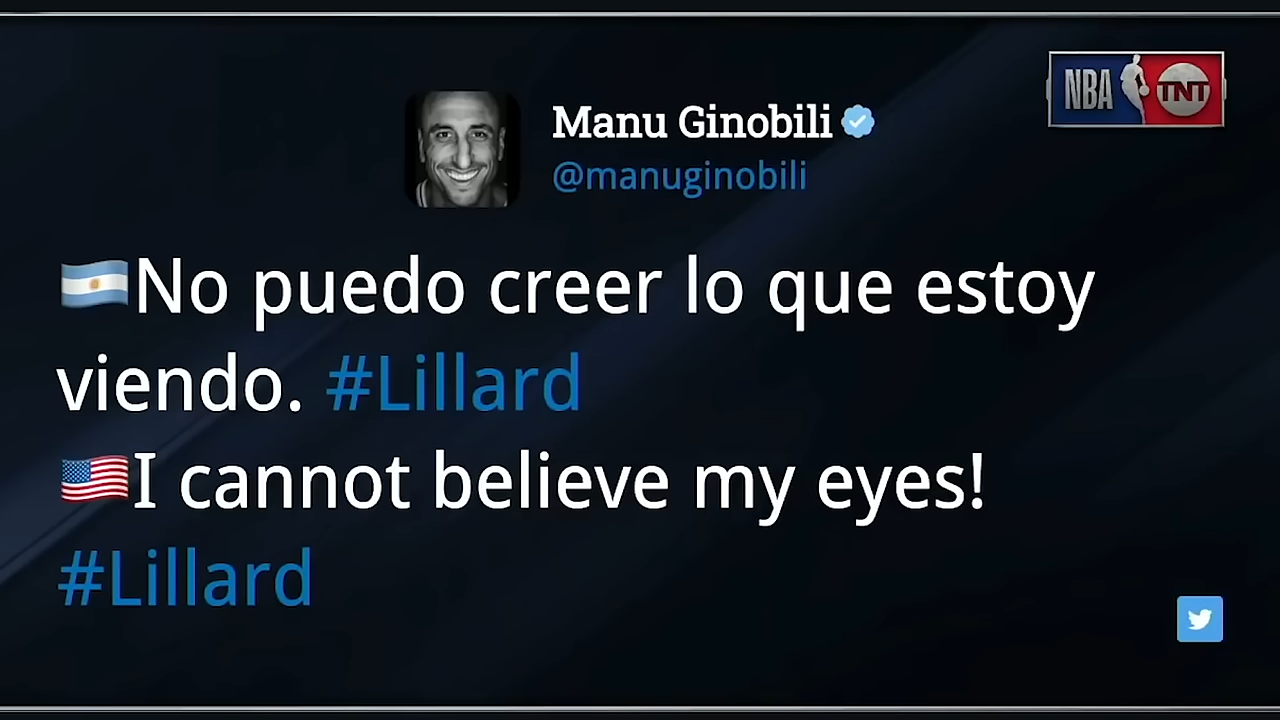 NBA TNT
Manu Ginobili
@manuginobili
🇦🇷No puedo creer lo que estoy
viendo. #Lillard
🇺🇸I cannot believe my eyes!
#Lillard